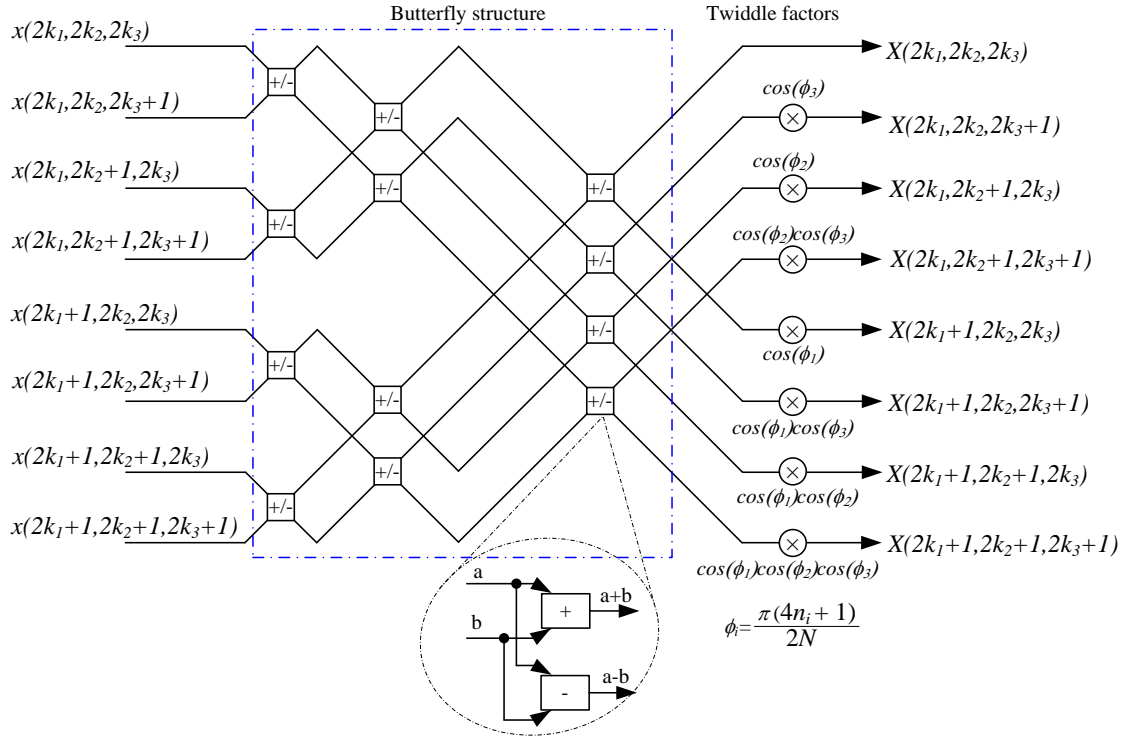 Butterfly structure
Twiddle factors
x(2k₁,2k₂,2k₃)
x(2k₁,2k₂,2k₃+1)
x(2k₁,2k₂+1,2k₃)
x(2k₁,2k₂+1,2k₃+1)
x(2k₁+1,2k₂,2k₃)
x(2k₁+1,2k₂,2k₃+1)
x(2k₁+1,2k₂+1,2k₃)
x(2k₁+1,2k₂+1,2k₃+1)
+/-
+/-
+/-
+/-
+/-
+/-
+/-
+/-
+/-
+/-
+/-
+/-
X(2k₁,2k₂,2k₃)
cos(ϕ₃)
×
X(2k₁,2k₂,2k₃+1)
cos(ϕ₂)
×
X(2k₁,2k₂+1,2k₃)
cos(ϕ₂)cos(ϕ₃)
×
X(2k₁,2k₂+1,2k₃+1)
×
X(2k₁+1,2k₂,2k₃)
cos(ϕ₁)
×
X(2k₁+1,2k₂,2k₃+1)
cos(ϕ₁)cos(ϕ₃)
×
X(2k₁+1,2k₂+1,2k₃)
cos(ϕ₁)cos(ϕ₂)
×
X(2k₁+1,2k₂+1,2k₃+1)
cos(ϕ₁)cos(ϕ₂)cos(ϕ₃)
a
+
a+b
b
-
a-b
ϕᵢ=π(4nᵢ+1)/2N